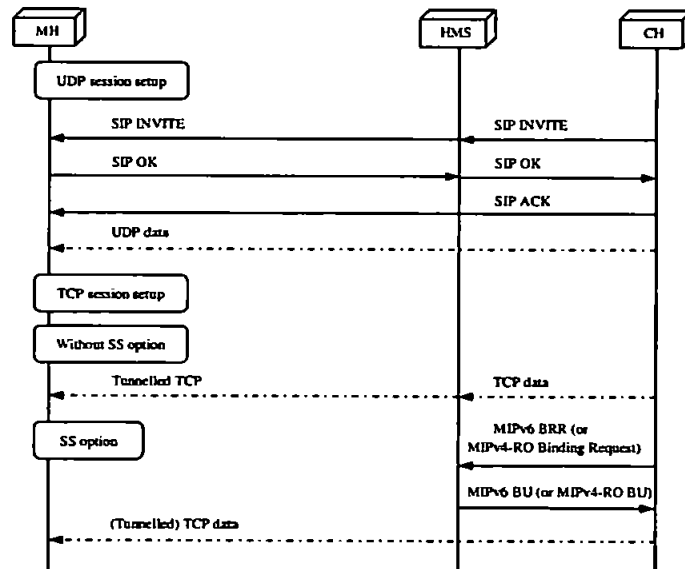 MH
HMS
CH
UDP session setup
SIP INVITE
SIP INVITE
SIP OK
SIP OK
SIP ACK
UDP data
TCP session setup
Without SS option
Tunnelled TCP
TCP data
SS option
MIPv6 BRR (or
MIPv4-RO Binding Request)
MIPv6 BU (or MIPv4-RO BU)
(Tunnelled) TCP data